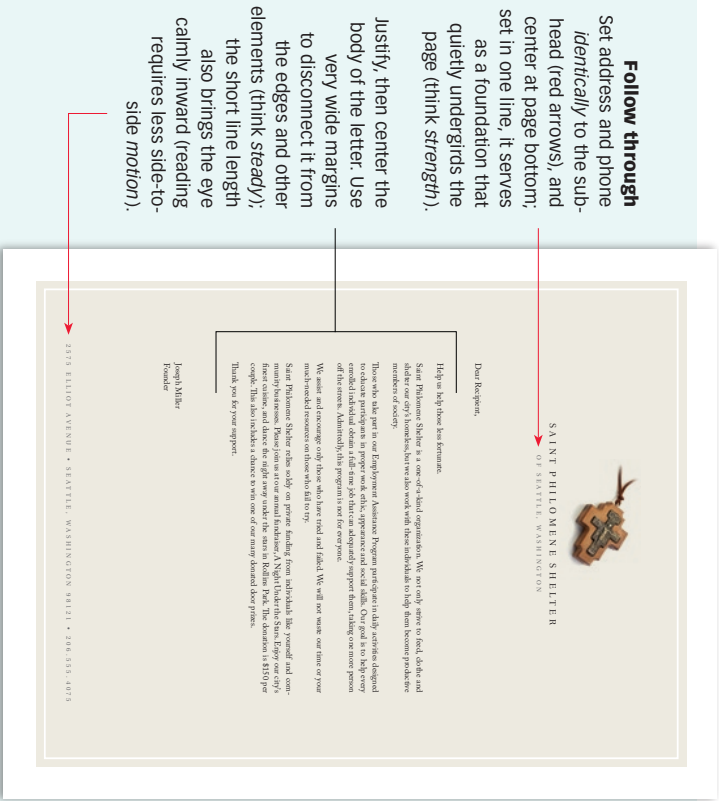 Follow through
Set address and phone
identically to the sub-
head (red arrows), and
center at page bottom;
set in one line, it serves
as a foundation that
quietly undergirds the
page (think strength).
Justify, then center the
body of the letter. Use
very wide margins
to disconnect it from
the edges and other
elements (think steady);
the short line length
also brings the eye
calmly inward (reading
requires less side-to-
side motion).
SAINT PHILOMENE SHELTER
OF SEATTLE, WASHINGTON
Dear Recipient,
Help us help those less fortunate.
Saint Philomene Shelter is a one-of-a-kind organization. We not only strive to feed, clothe and
shelter our city's homeless, but we also work with these individuals to help them become productive
members of society.
Those who take part in our Employment Assistance Program participate in daily activities designed
to educate participants in proper work ethic, appearance and social skills. Our goal is to help every
enrolled individual obtain a full-time job that can adequately support them, taking one more person
off the streets. Admittedly, this program is not for everyone.
We assist and encourage only those who have tried and failed. We will not waste our time or your
much-needed resources on those who fail to try.
Saint Philomene Shelter relies solely on private funding from individuals like yourself and com-
munity businesses. Please join us at our annual fundraiser, A Night Under the Stars. Enjoy our city's
finest cuisine, and dance the night away under the stars in Rollins Park. The donation is $150 per
couple. This also includes a chance to win one of our many donated door prizes.
Thank you for your support.
Joseph Miller
Founder
2575 ELLIOT AVENUE • SEATTLE, WASHINGTON 98121 • 206.555.4075